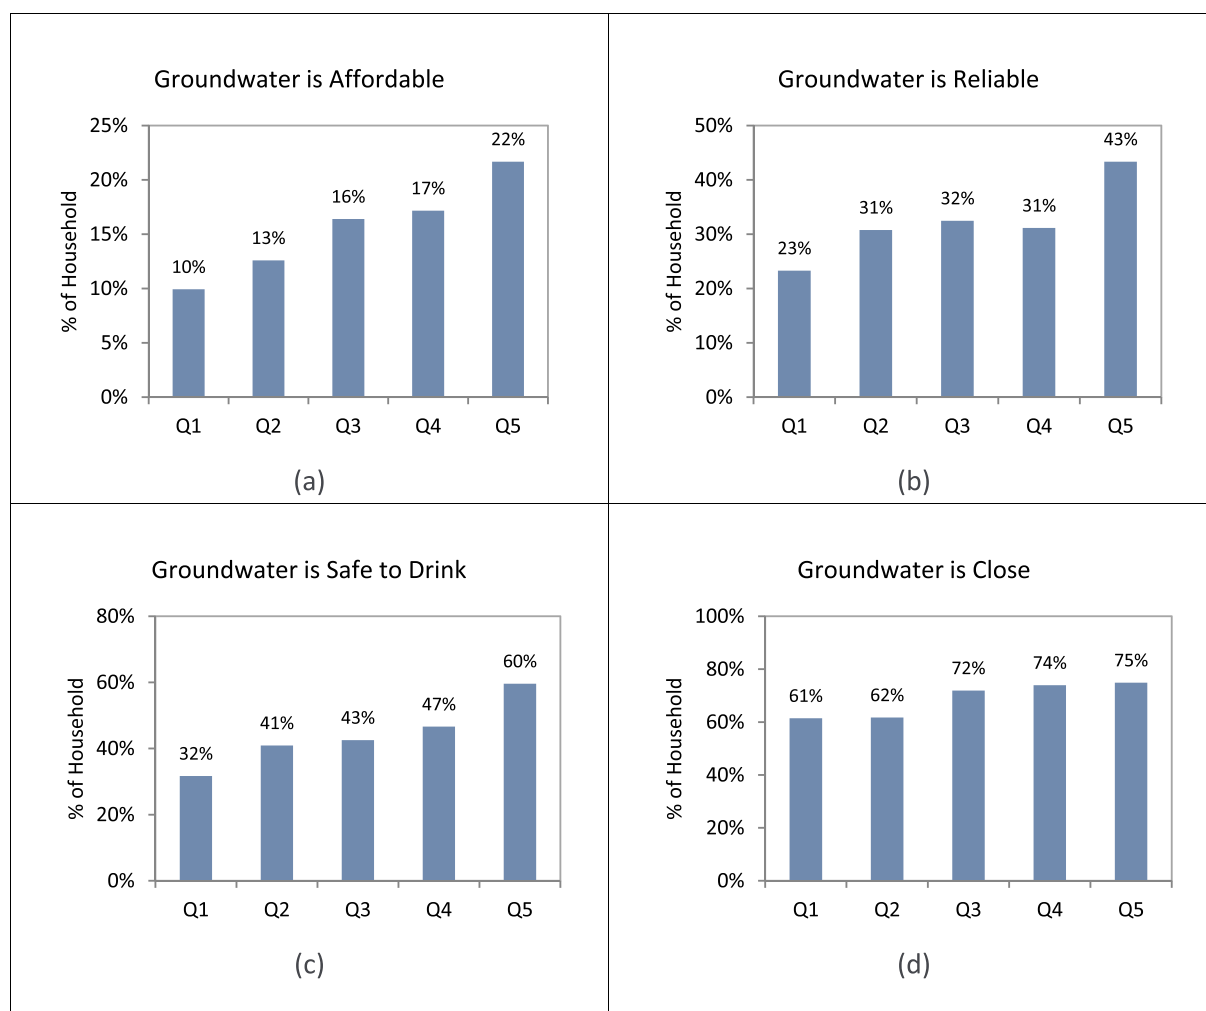 Groundwater is Affordable
25%
20%
15%
10%
5%
0%
% of Household
10%
13%
16%
17%
22%
Q1 Q2 Q3 Q4 Q5
(a)
Groundwater is Reliable
50%
40%
30%
20%
10%
0%
% of Household
23%
31%
32%
31%
43%
Q1 Q2 Q3 Q4 Q5
(b)
Groundwater is Safe to Drink
80%
60%
40%
20%
0%
% of Household
32%
41%
43%
47%
60%
Q1 Q2 Q3 Q4 Q5
(c)
Groundwater is Close
100%
80%
60%
40%
20%
0%
% of Household
61%
62%
72%
74%
75%
Q1 Q2 Q3 Q4 Q5
(d)